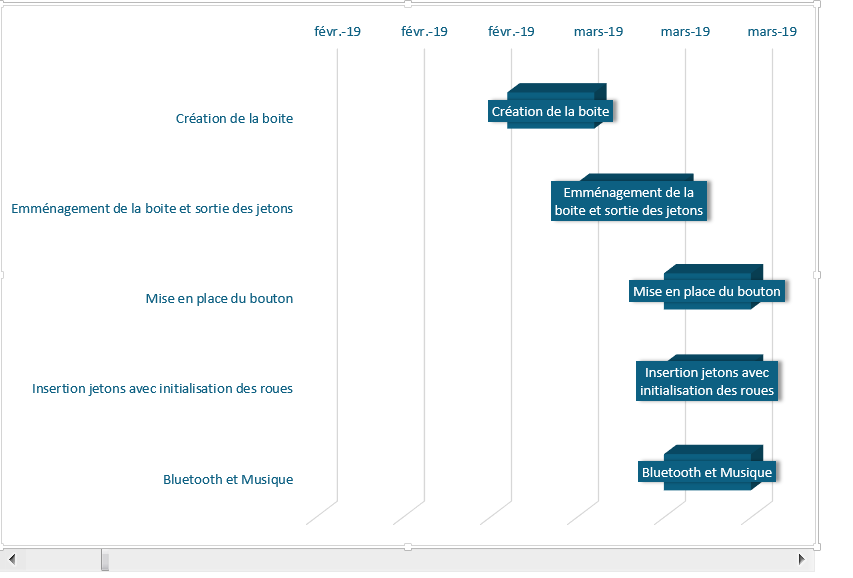 févr.-19 févr.-19 févr.-19 mars-19 mars-19 mars-19
Création de la boite
Création de la boite
Emménagement de la boite et sortie des jetons
Emménagement de la
boite et sortie des jetons
Mise en place du bouton
Mise en place du bouton
Insertion jetons avec initialisation des roues
Insertion jetons avec
initialisation des roues
Bluetooth et Musique
Bluetooth et Musique